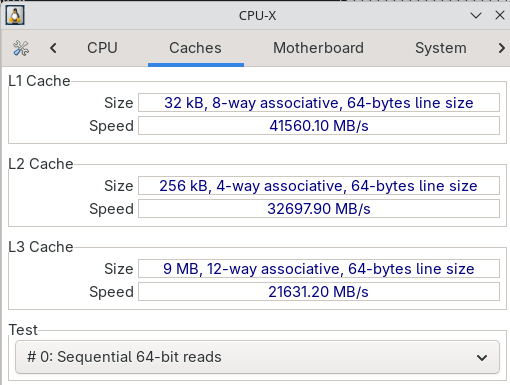 CPU-X
CPU Caches Motherboard System
L1 Cache
Size 32 kB, 8-way associative, 64-bytes line size
Speed 41560.10 MB/s
L2 Cache
Size 256 kB, 4-way associative, 64-bytes line size
Speed 32697.90 MB/s
L3 Cache
Size 9 MB, 12-way associative, 64-bytes line size
Speed 21631.20 MB/s
Test
# 0: Sequential 64-bit reads